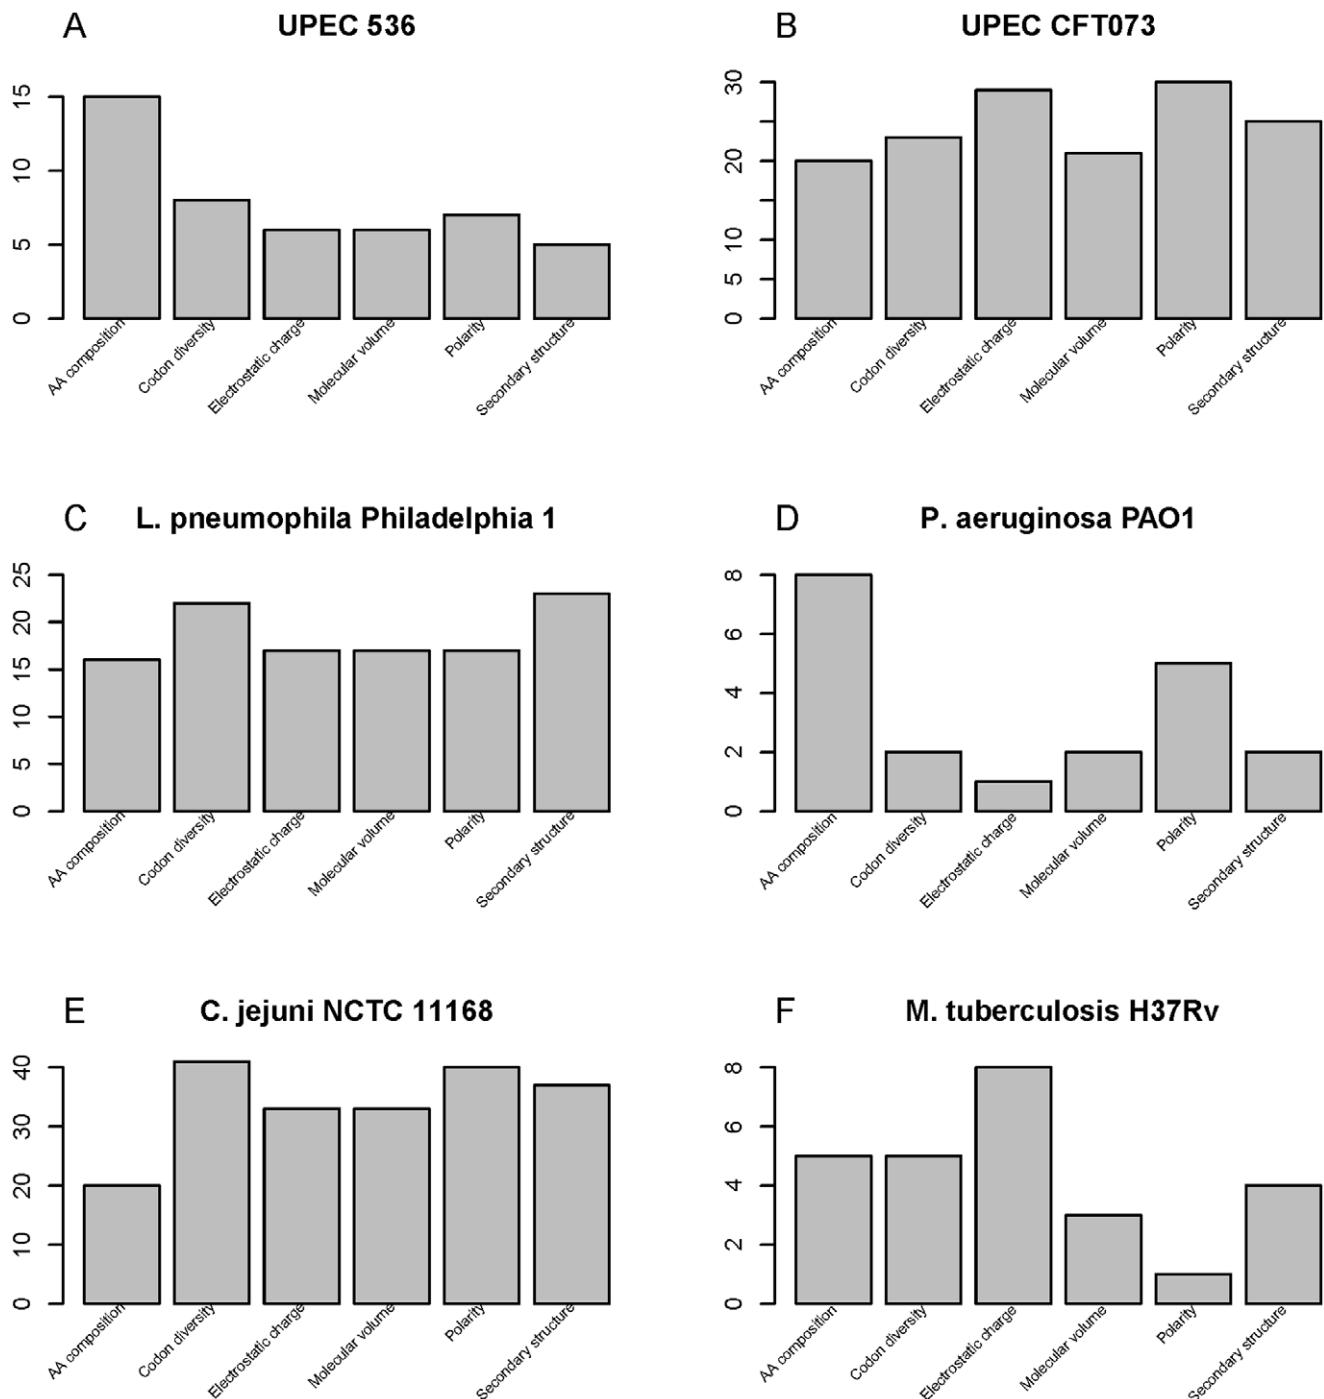 A UPEC 536
15
10
5
0
AA composition
Codon diversity
Electrostatic charge
Molecular volume
Polarity
Secondary structure
B UPEC CFT073
30
20
10
5
0
AA composition
Codon diversity
Electrostatic charge
Molecular volume
Polarity
Secondary structure
C L. pneumophila Philadelphia 1
25
20
15
10
5
0
AA composition
Codon diversity
Electrostatic charge
Molecular volume
Polarity
Secondary structure
D P. aeruginosa PAO1
8
6
4
2
0
AA composition
Codon diversity
Electrostatic charge
Molecular volume
Polarity
Secondary structure
E C. jejuni NCTC 11168
40
30
20
10
0
AA composition
Codon diversity
Electrostatic charge
Molecular volume
Polarity
Secondary structure
F M. tuberculosis H37Rv
8
6
4
2
0
AA composition
Codon diversity
Electrostatic charge
Molecular volume
Polarity
Secondary structure